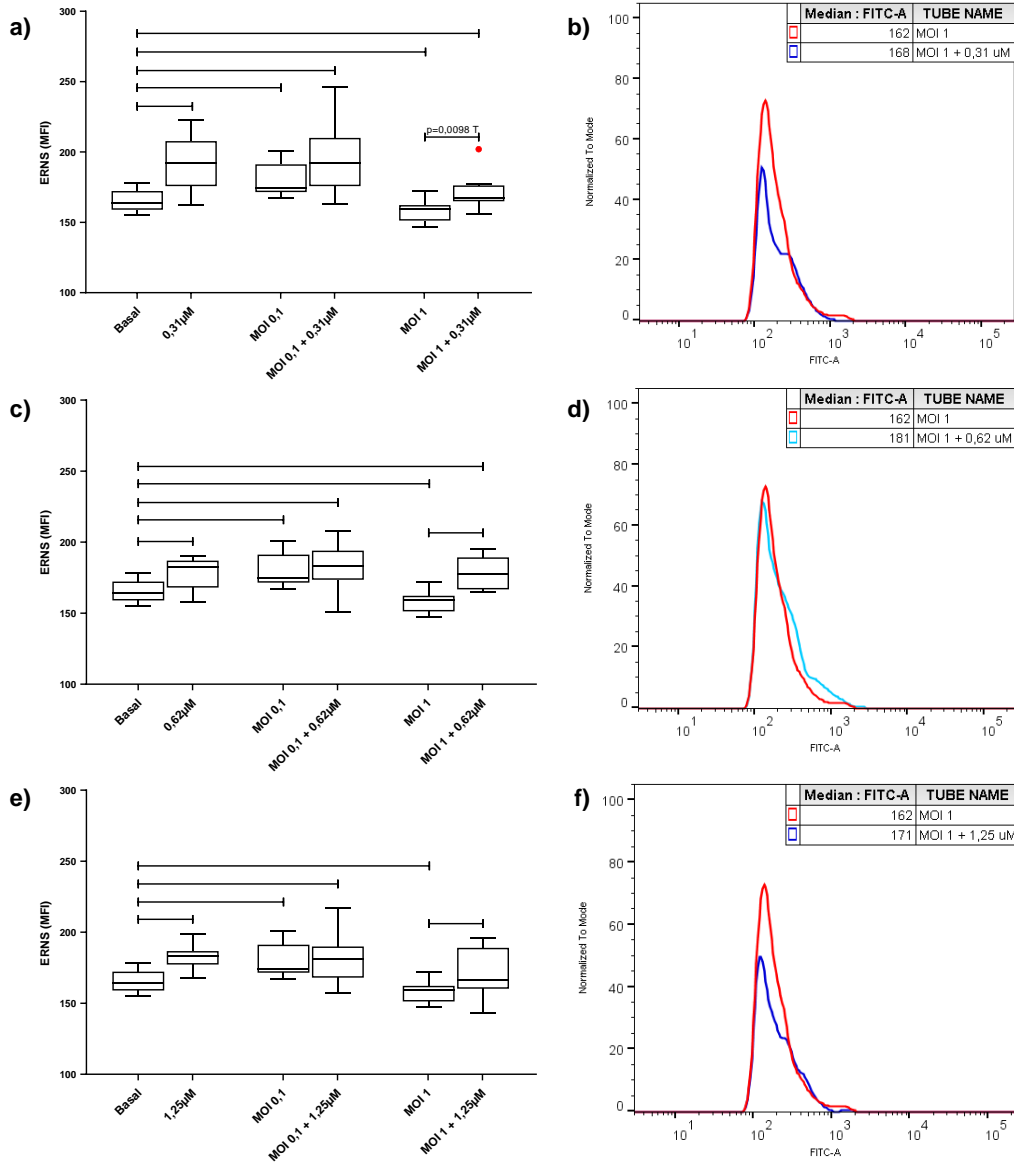 a)
300
250
200
150
100
ERNS (MFI)
p=0,0098 T
Basal
0,31µM
MOI 0,1
MOI 0,1 + 0,31µM
MOI 1
MOI 1 + 0,31µM
b)
Median : FITC-A TUBE NAME
162 MOI 1
168 MOI 1 + 0,31 uM
100
80
60
40
20
0
Normalized To Mode
10^1 10^2 10^3 10^4 10^5
FITC-A
c)
300
250
200
150
100
ERNS (MFI)
Basal
0,62µM
MOI 0,1
MOI 0,1 + 0,62µM
MOI 1
MOI 1 + 0,62µM
d)
Median : FITC-A TUBE NAME
162 MOI 1
181 MOI 1 + 0,62 uM
100
80
60
40
20
0
Normalized To Mode
10^1 10^2 10^3 10^4 10^5
FITC-A
e)
300
250
200
150
100
ERNS (MFI)
Basal
1,25µM
MOI 0,1
MOI 0,1 + 1,25µM
MOI 1
MOI 1 + 1,25µM
f)
Median : FITC-A TUBE NAME
162 MOI 1
171 MOI 1 + 1,25 uM
100
80
60
40
20
0
Normalized To Mode
10^1 10^2 10^3 10^4 10^5
FITC-A